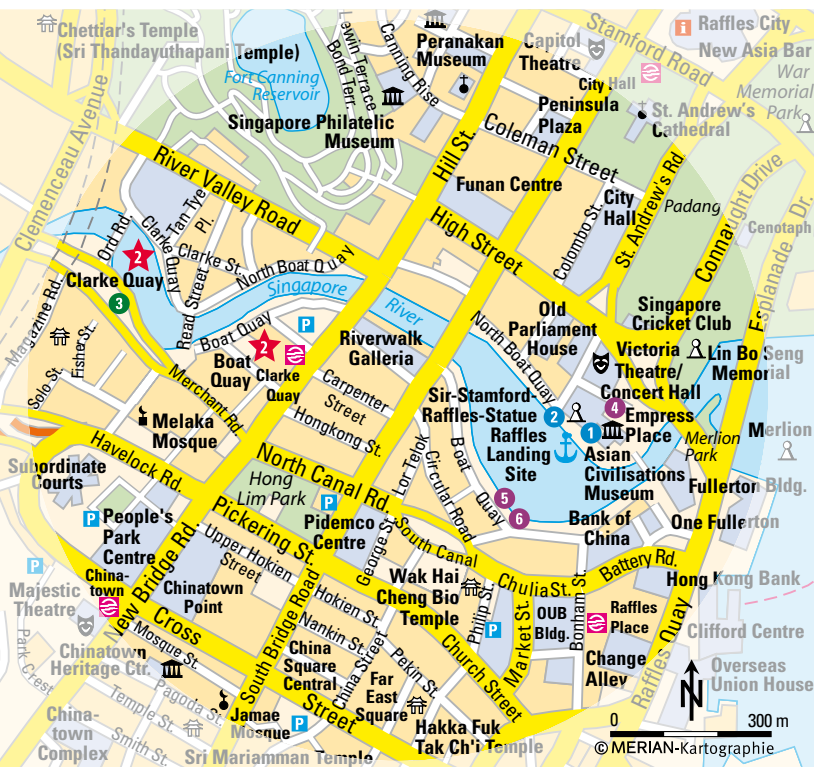 Chettiar's Temple
(Sri Thandayuthapani Temple)
Fort Canning
Reservoir
Lewin Terrace
Bond Terr.
Canning Rise
Peranakan
Museum
Capitol
Theatre
Stamford Road
i
Raffles City
New Asia Bar
War
Memorial
Park
City Hall
Peninsula
Plaza
St. Andrew's
Cathedral
Singapore Philatelic
Museum
Hill St.
Coleman Street
Clemenceau Avenue
River Valley Road
Funan Centre
City
Hall
St. Andrew's Rd
Padang
Connaught Drive
Cenotaph
Esplanade Dr.
Tan Tye
Pl.
Ord Rd.
Clarke Quay
Clarke St.
Read Street
North Boat Quay
High Street
Colombo St.
2
Clarke Quay
3
Singapore
River
Magazine Rd.
Solo St.
Fisher St.
Boat Quay
2
Boat
Quay
Clarke
Quay
P
Riverwalk
Galleria
North Boat Quay
Old
Parliament
House
Singapore
Cricket Club
Victoria
Theatre/
Concert Hall
Lin Bo Seng
Memorial
Merchant Rd.
Carpenter
Street
Hongkong St.
Sir-Stamford-
Raffles-Statue
2
4
Empress
Place
1
Raffles
Landing
Site
Asian
Civilisations
Museum
Merlion
Park
Merlion
Melaka
Mosque
Havelock Rd.
Subordinate
Courts
North Canal Rd.
Hong
Lim Park
Lor Telok
Circular Road
Boat
Quay
5
6
Fullerton Bldg.
Bank of
China
One Fullerton
P
People's
Park
Centre
Pickering St.
P
Pidemco
Centre
George St.
South Canal
P
New Bridge Rd.
Upper Hokien
Street
Wak Hai
Cheng Bio
Temple
Chulia St.
Battery Rd.
Hong Kong Bank
Majestic
Theatre
China-
town
Chinatown
Point
Hokien St.
Philip St.
P
Market St.
OUB
Bldg.
Bonham St.
Raffles
Place
Raffles Quay
Clifford Centre
Park Crest
Cross
Street
Mosque St.
Chinatown
Heritage Ctr.
South Bridge Road
Nankin St.
China
Square
Central
China Street
Pekin St.
Church Street
Change
Alley
Overseas
Union House
N
Pagoda St.
Temple St.
Smith St.
China-
town
Complex
Jamae
Mosque
P
Far
East
Square
Hakka Fuk
Tak Ch'i Temple
Sri Mariamman Temple
0 300 m
© MERIAN-Kartographie